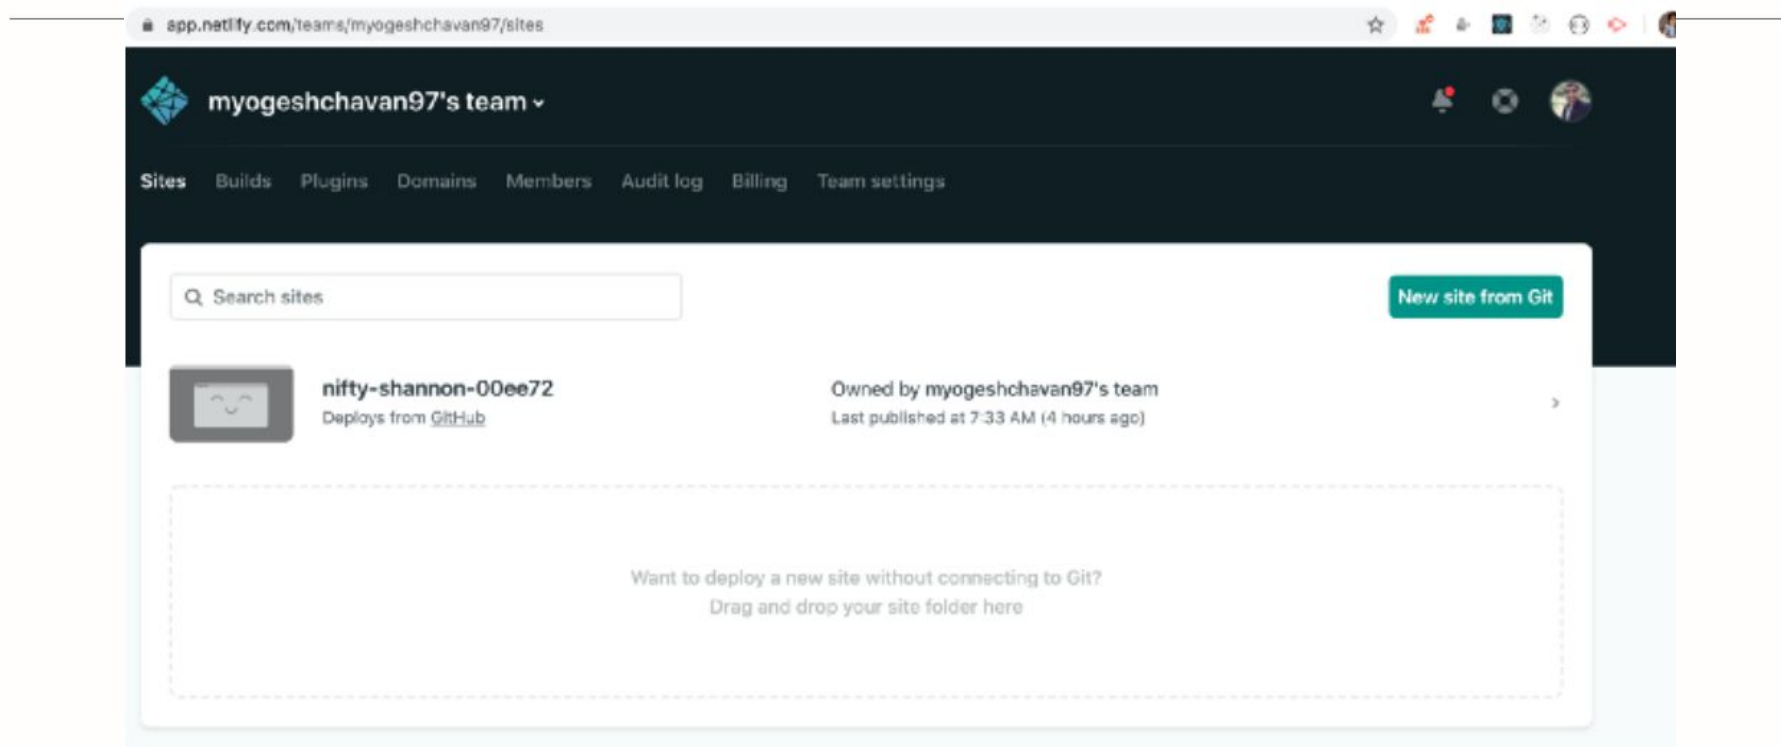 app.netlify.com/teams/myogeshchavan97/sites
myogeshchavan97's team
Sites Builds Plugins Domains Members Audit log Billing Team settings
Search sites
New site from Git
nifty-shannon-00ee72
Owned by myogeshchavan97's team
Deploys from GitHub
Last published at 7:33 AM (4 hours ago)
Want to deploy a new site without connecting to Git?
Drag and drop your site folder here